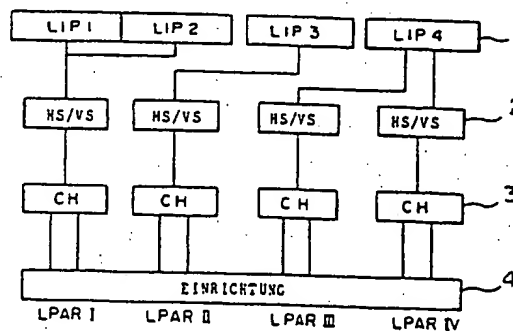 LIP 1 LIP 2 LIP 3 LIP 4
HS/VS HS/VS HS/VS HS/VS 2
CH CH CH CH 3
EINRICHTUNG 4
LPAR I LPAR II LPAR III LPAR IV